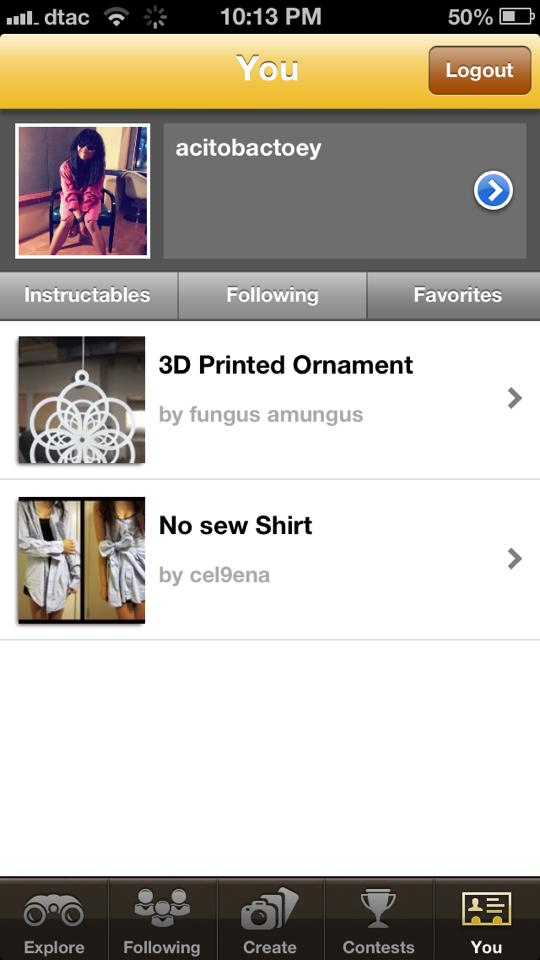 dtac 10:13 PM 50%
You
Logout
acitobactoey
Instructables Following Favorites
3D Printed Ornament
by fungus amungus
No sew Shirt
by cel9ena
Explore Following Create Contests You